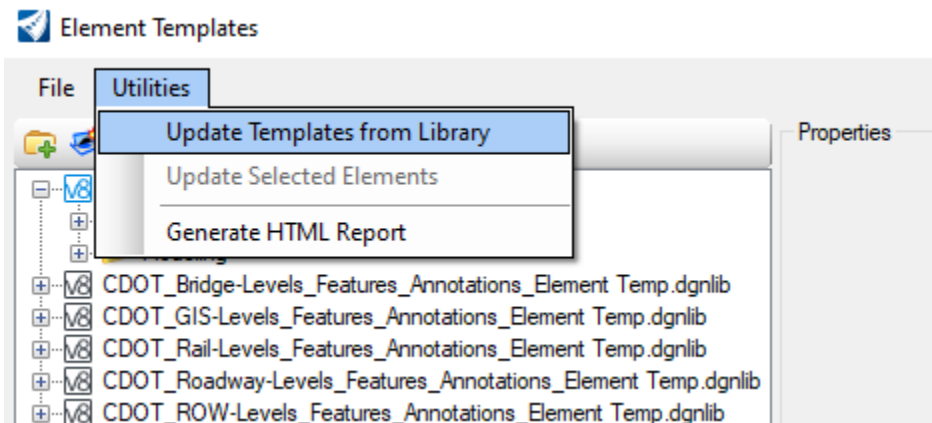 Element Templates
File Utilities
Update Templates from Library
Properties
Update Selected Elements
Generate HTML Report
CDOT_Bridge-Levels_Features_Annotations_Element Temp.dgnlib
CDOT_GIS-Levels_Features_Annotations_Element Temp.dgnlib
CDOT_Rail-Levels_Features_Annotations_Element Temp.dgnlib
CDOT_Roadway-Levels_Features_Annotations_Element Temp.dgnlib
CDOT_ROW-Levels_Features_Annotations_Element Temp.dgnlib